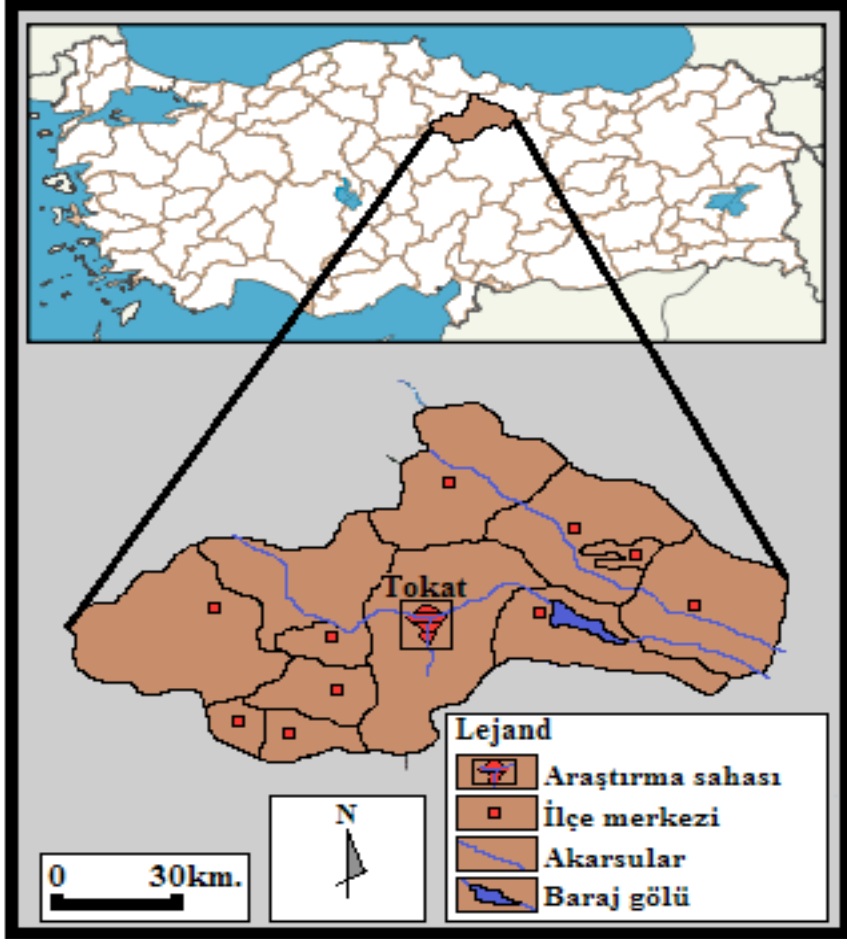 Tokat
Lejand
Araştırma sahası
İlçe merkezi
Akarsular
Baraj gölü
N
0 30km.